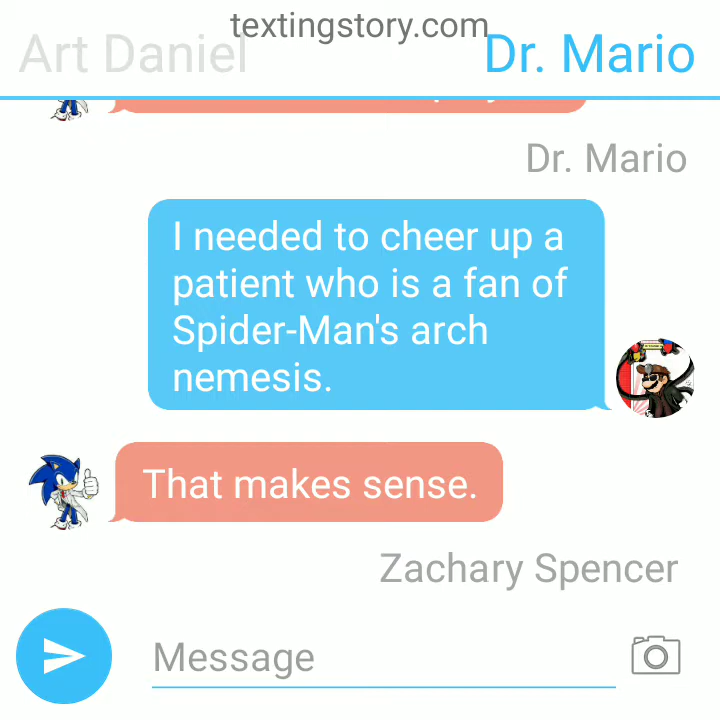 textingstory.com
Art Daniel
Dr. Mario
Dr. Mario
I needed to cheer up a
patient who is a fan of
Spider-Man's arch
nemesis.
That makes sense.
Zachary Spencer
Message